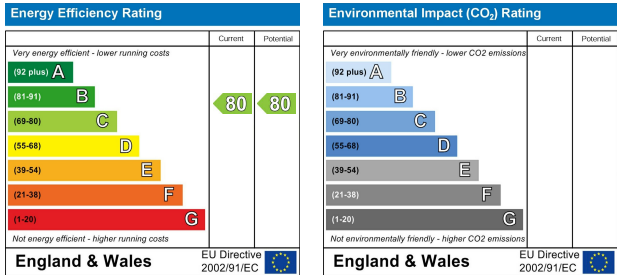 Energy Efficiency Rating
Current Potential
Very energy efficient - lower running costs
(92 plus) A
(81-91) B
(69-80) C
80 80
(55-68) D
(39-54) E
(21-38) F
(1-20) G
Not energy efficient - higher running costs
England & Wales
EU Directive
2002/91/EC
Environmental Impact (CO₂) Rating
Current Potential
Very environmentally friendly - lower CO2 emissions
(92 plus) A
(81-91) B
(69-80) C
(55-68) D
(39-54) E
(21-38) F
(1-20) G
Not environmentally friendly - higher CO2 emissions
England & Wales
EU Directive
2002/91/EC